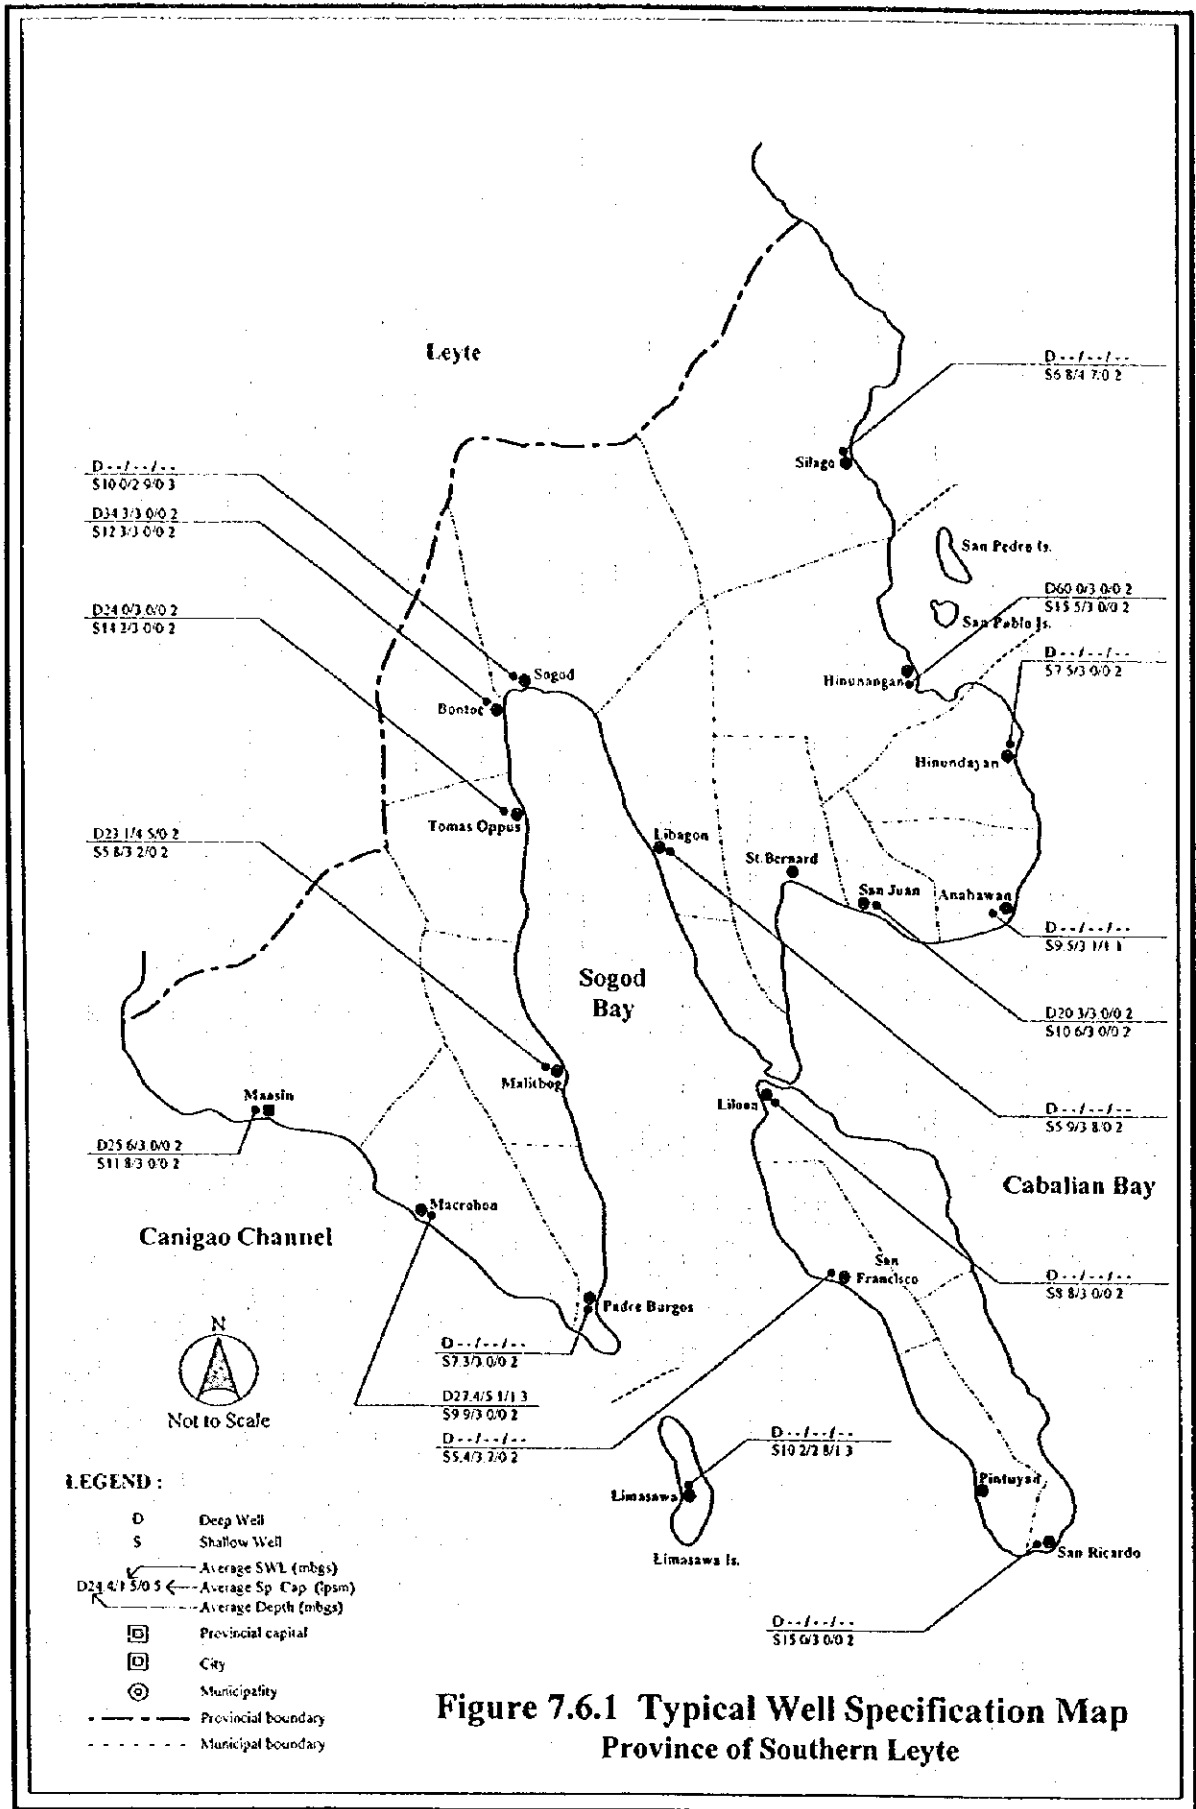 Leyte
D--/--/--
S6 8/4 7/0 2
Silago
D--/--/--
S10 0/2 9/0 3
D34 3/3 0/0 2
S12 3/3 0/0 2
San Pedro Is.
D60 0/3 0/0 2
S15 5/3 0/0 2
D24 0/3 0/0 2
S14 2/3 0/0 2
San Pablo Is.
D--/--/--
S7 5/3 0/0 2
Sogod
Hinunangan
Bontoc
Hinundayan
Tomas Oppus
D23 1/4 5/0 2
S5 8/3 2/0 2
Libagon
St. Bernard
San Juan
Anahawan
D--/--/--
S9.5/3 1/1 1
Sogod
Bay
D20 3/3 0/0 2
S10 6/3 0/0 2
Malitbog
Maasin
Liloan
D--/--/--
S5 9/3 8/0 2
D25 6/3 0/0 2
S11 8/3 0/0 2
Cabalian Bay
Macrohon
Canigao Channel
San
Francisco
D--/--/--
S8 8/3 0/0 2
Padre Burgos
N
D--/--/--
S7.3/3 0/0 2
D27.4/5 1/1 3
S9 9/3 0/0 2
Not to Scale
D--/--/--
S5.4/3.7/0 2
D--/--/--
S10 2/2 8/1 3
LEGEND :
Limasawa
Pintuyan
D Deep Well
S Shallow Well
San Ricardo
Limasawa Is.
Average SWL (mbgs)
D24 4/1 5/0 5 Average Sp. Cap (lpsm)
Average Depth (mbgs)
D--/--/--
S15 0/3 0/0 2
Provincial capital
City
Municipality
Provincial boundary
Municipal boundary
Figure 7.6.1 Typical Well Specification Map
Province of Southern Leyte